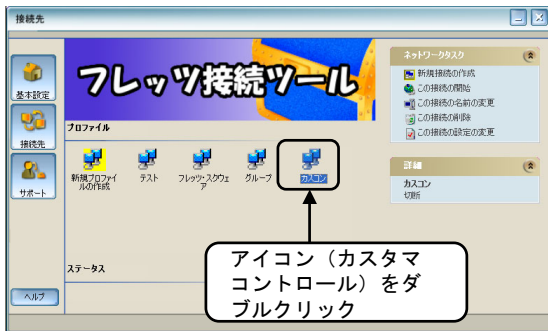 接続先
基本設定
接続先
サポート
ヘルプ
フレッツ接続ツール
プロファイル
新規プロファイ
ルの作成
テスト
フレッツ・スクウェ
ア
グループ
カスコン
ステータス
ネットワークタスク
新規接続の作成
この接続の開始
この接続の名前の変更
この接続の削除
この接続の設定の変更
詳細
カスコン
切断
アイコン（カスタマ
コントロール）をダ
ブルクリック